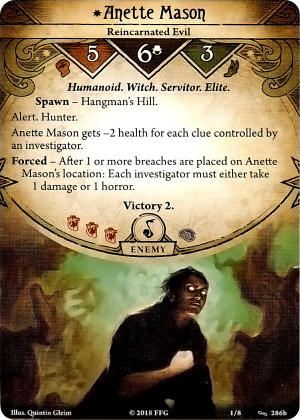 Anette Mason
Reincarnated Evil
5 6 3
Humanoid. Witch. Servitor. Elite.
Spawn – Hangman's Hill.
Alert. Hunter.
Anette Mason gets –2 health for each clue controlled by
an investigator.
Forced – After 1 or more breaches are placed on Anette
Mason's location: Each investigator must either take
1 damage or 1 horror.
Victory 2.
ENEMY
Illus. Quintin Gleim © 2018 FFG 1/8 286b